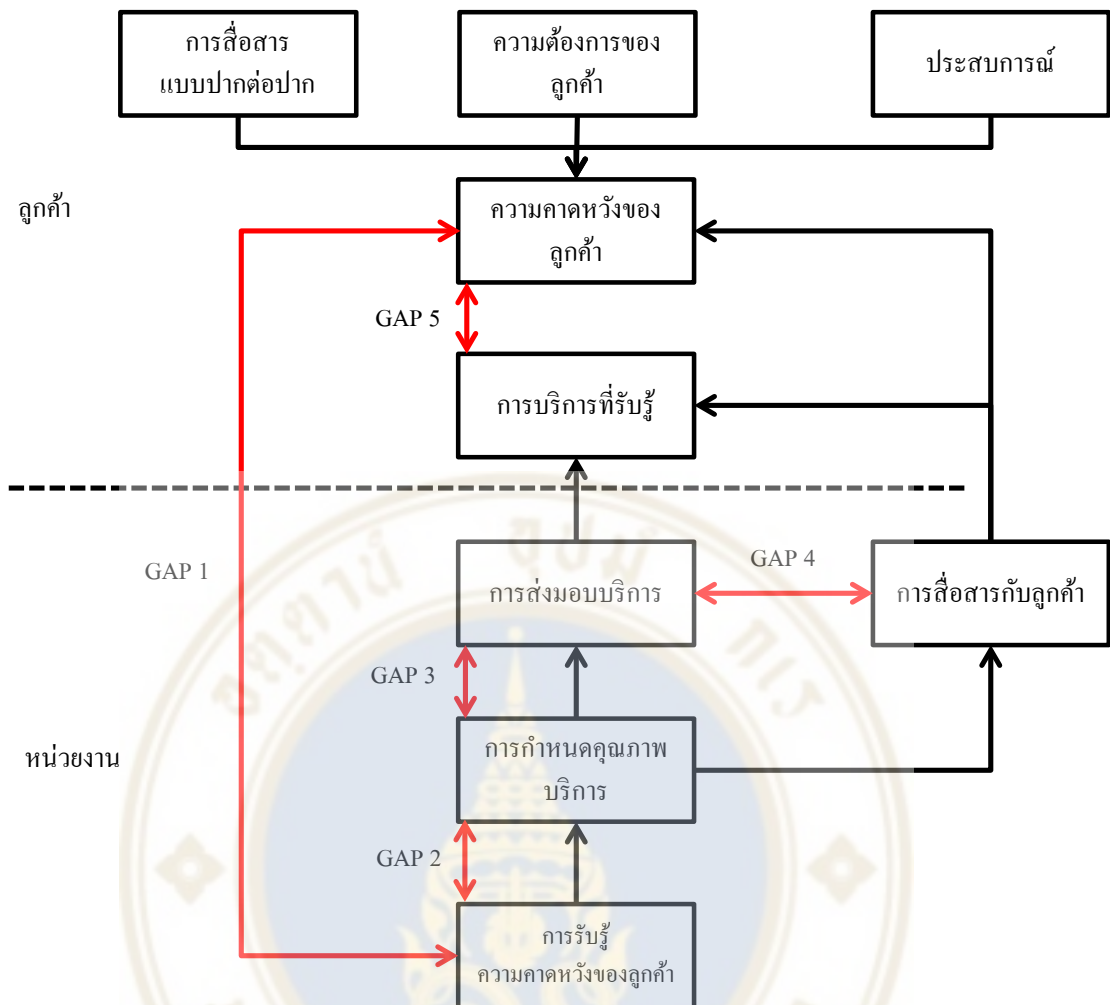 การสื่อสาร
แบบปากต่อปาก
ความต้องการของ
ลูกค้า
ประสบการณ์
ลูกค้า
ความคาดหวังของ
ลูกค้า
GAP 5
การบริการที่รับรู้
GAP 1
การส่งมอบบริการ
GAP 4
การสื่อสารกับลูกค้า
GAP 3
หน่วยงาน
การกำหนดคุณภาพ
บริการ
GAP 2
การรับรู้
ความคาดหวังของลูกค้า